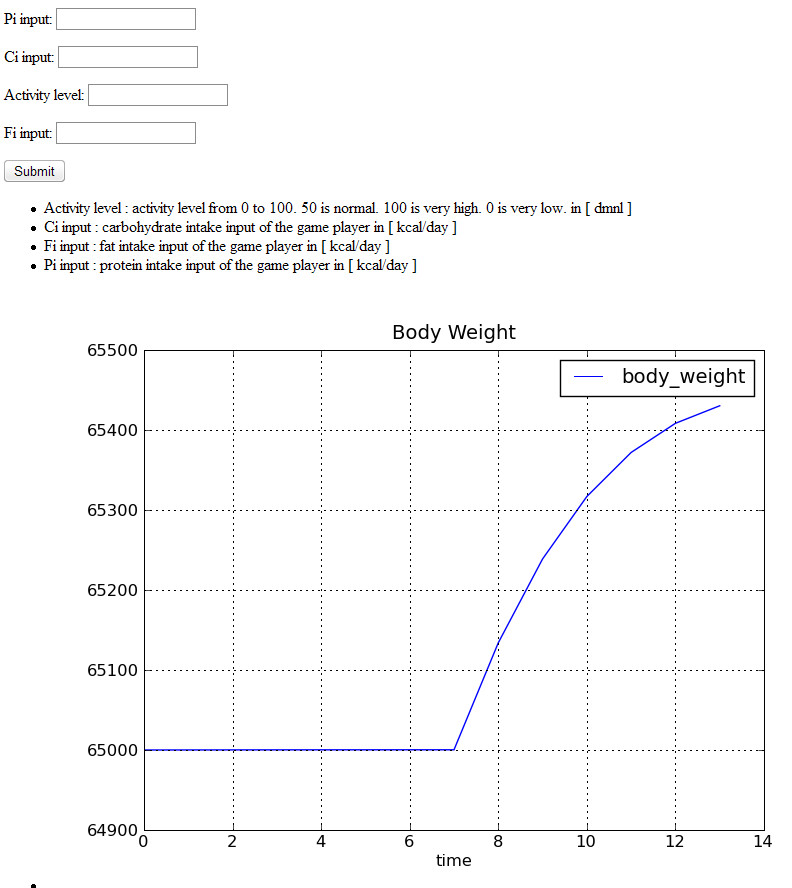 Pi input:
Ci input:
Activity level:
Fi input:
Submit
Activity level : activity level from 0 to 100. 50 is normal. 100 is very high. 0 is very low. in [ dmnl ]
Ci input : carbohydrate intake input of the game player in [ kcal/day ]
Fi input : fat intake input of the game player in [ kcal/day ]
Pi input : protein intake input of the game player in [ kcal/day ]
Body Weight
65500
body_weight
65400
65300
65200
65100
65000
64900
0 2 4 6 8 10 12 14
time